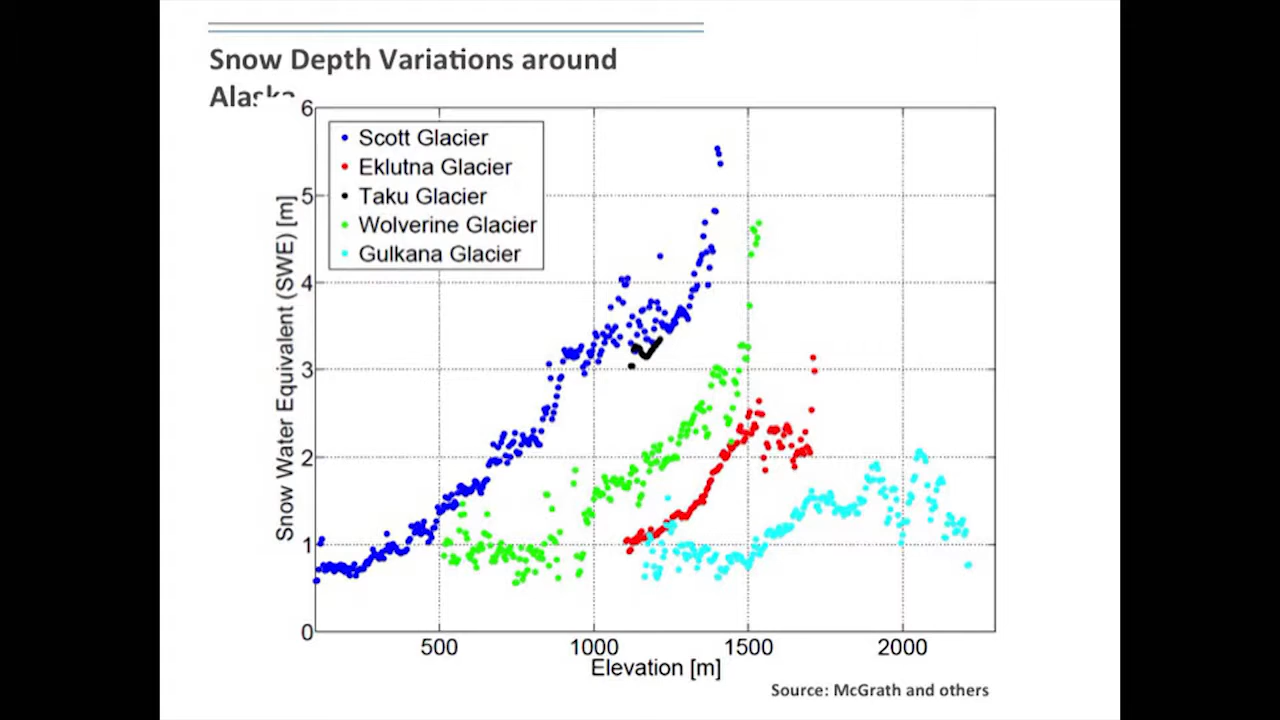 Snow Depth Variations around
Alaska
6
5
4
3
2
1
0
Snow Water Equivalent (SWE) [m]
Scott Glacier
Eklutna Glacier
Taku Glacier
Wolverine Glacier
Gulkana Glacier
500 1000 1500 2000
Elevation [m]
Source: McGrath and others